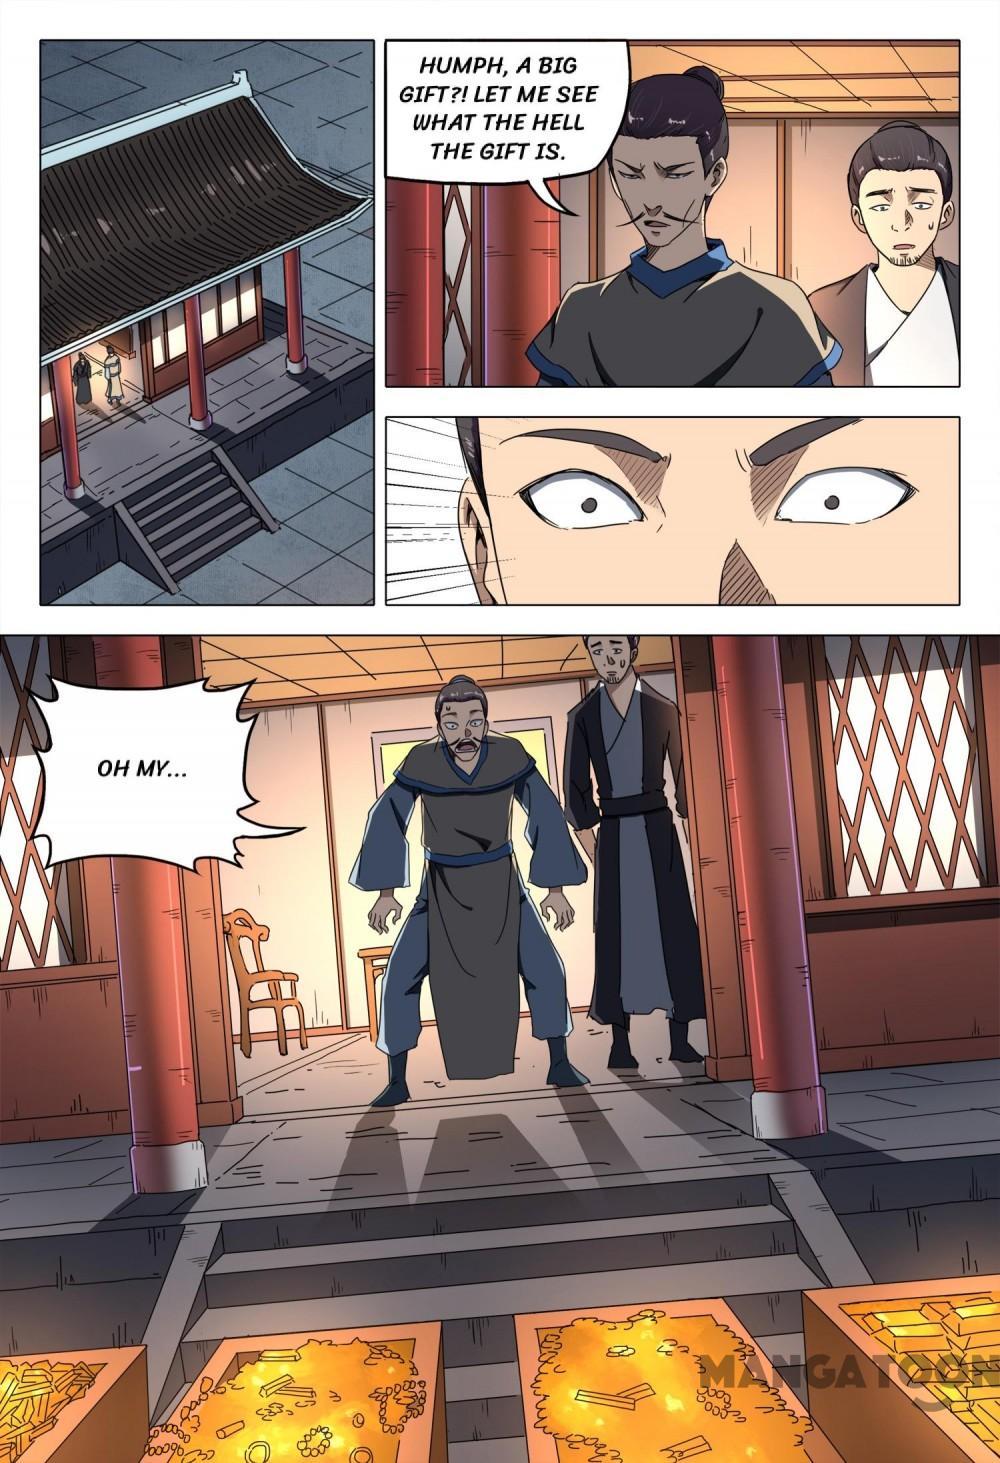 HUMPH, A BIG
GIFT?! LET ME SEE
WHAT THE HELL
THE GIFT IS.
OH MY...
MANGATOON